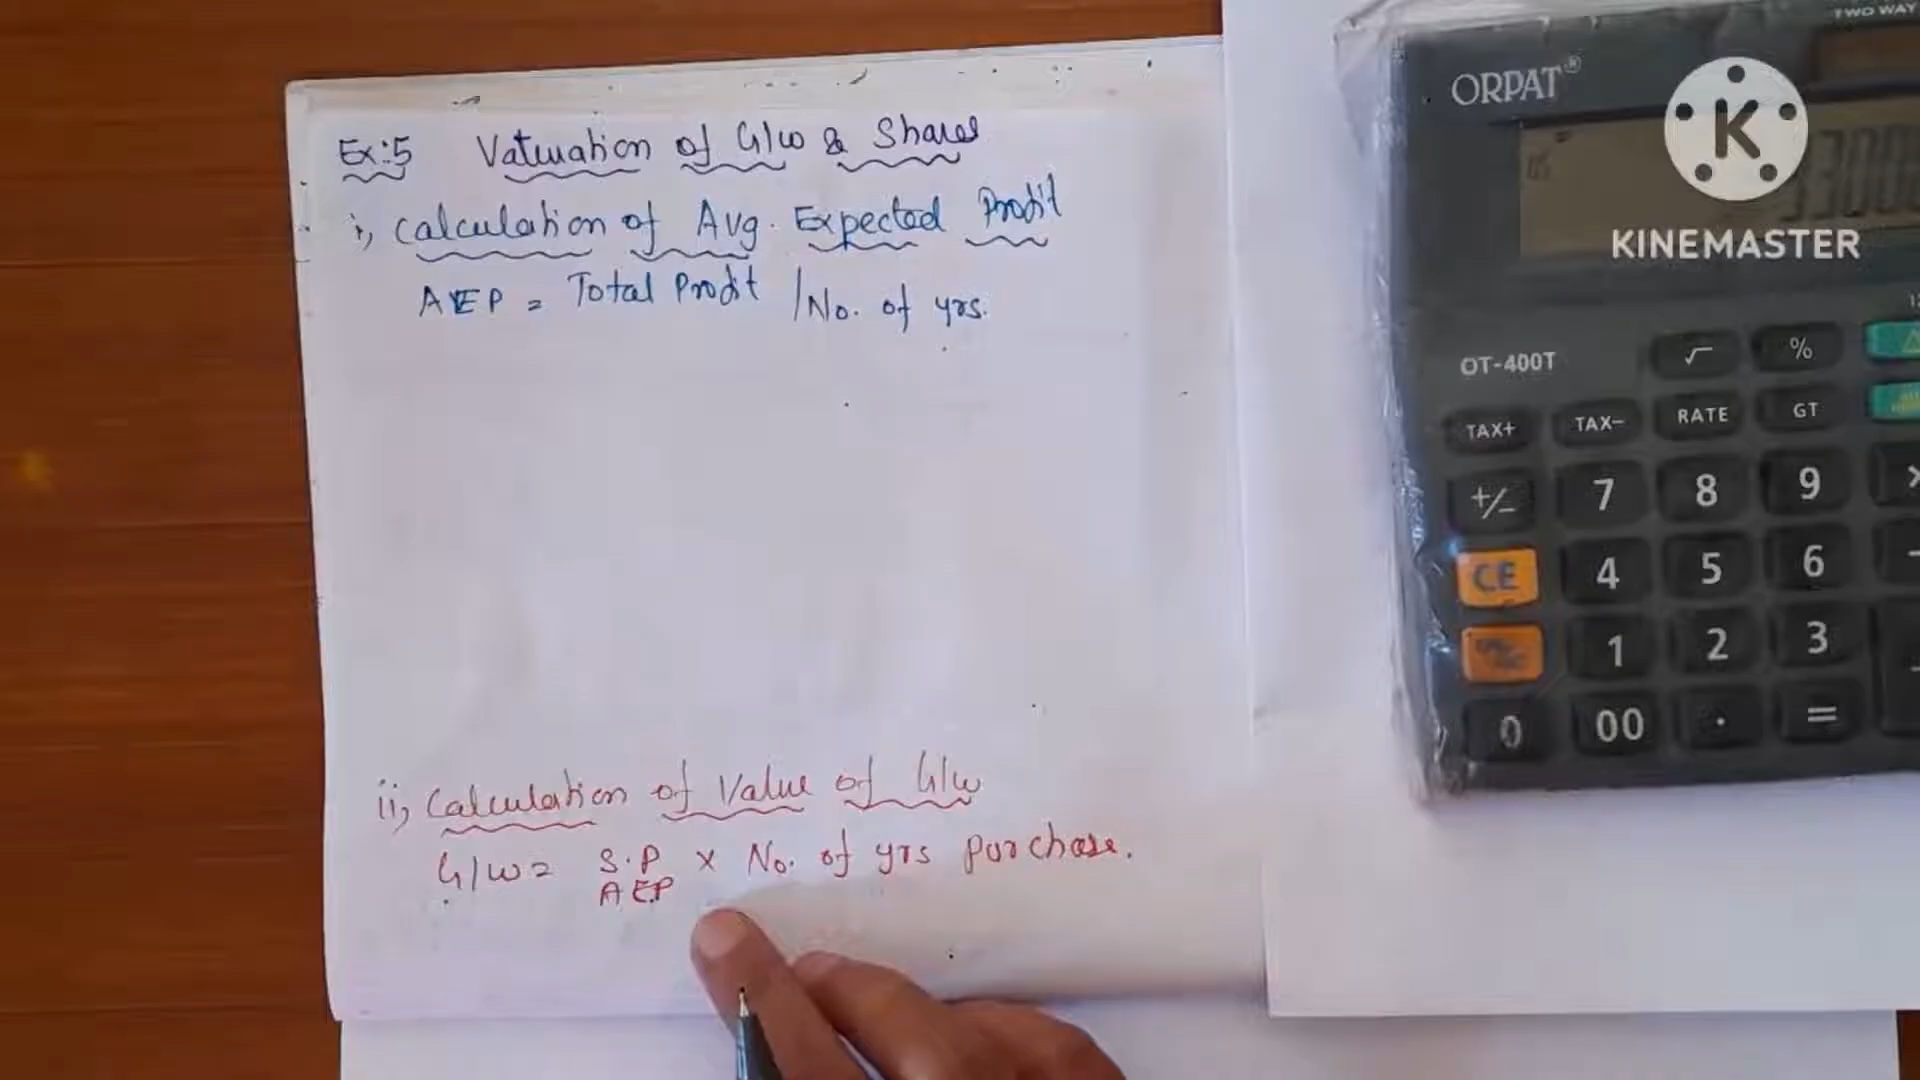 Ex:5 Valuation of G/w & Shares
i, Calculation of Avg. Expected Profit
AEP = Total Profit / No. of yrs.
ii, Calculation of Value of G/w
G/w = S.P × No. of yrs purchase.
AEP
TWO WAY
ORPAT®
K
KINEMASTER
OT-400T
√ %
TAX+ TAX- RATE GT
+/- 7 8 9
CE 4 5 6
1 2 3
0 00 . =